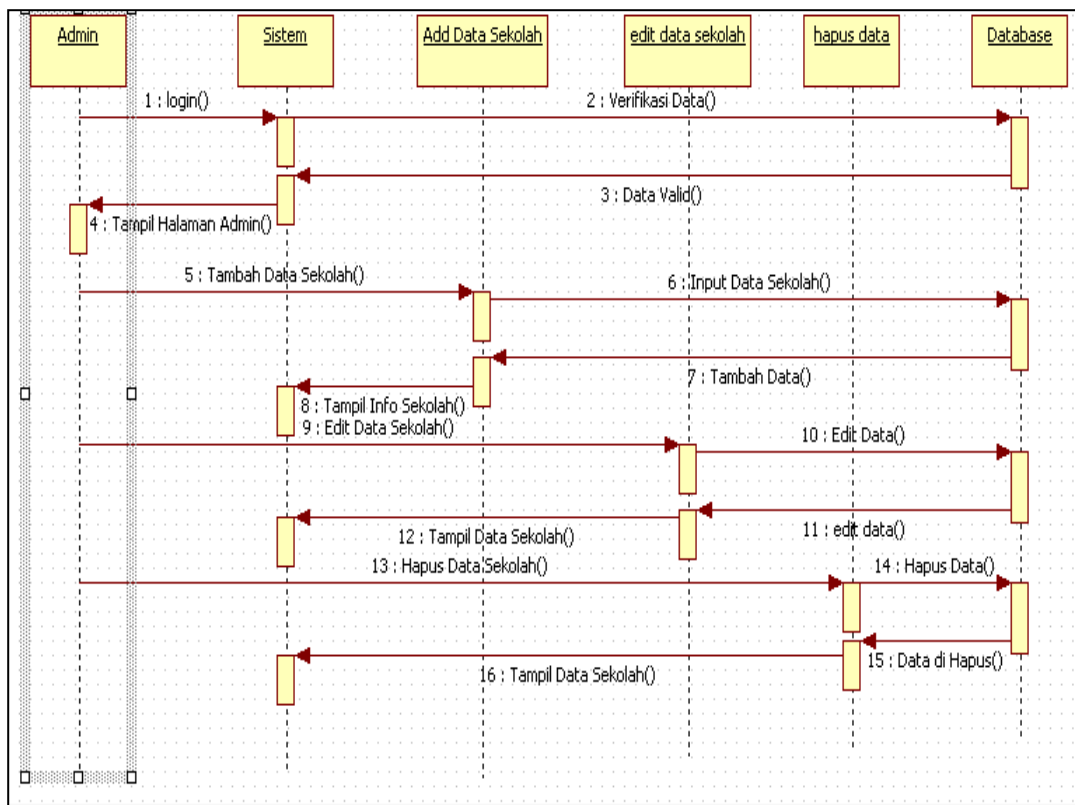 Admin
Sistem
Add Data Sekolah
edit data sekolah
hapus data
Database
1 : login()
2 : Verifikasi Data()
3 : Data Valid()
4 : Tampil Halaman Admin()
5 : Tambah Data Sekolah()
6 : Input Data Sekolah()
7 : Tambah Data()
8 : Tampil Info Sekolah()
9 : Edit Data Sekolah()
10 : Edit Data()
11 : edit data()
12 : Tampil Data Sekolah()
13 : Hapus Data Sekolah()
14 : Hapus Data()
15 : Data di Hapus()
16 : Tampil Data Sekolah()